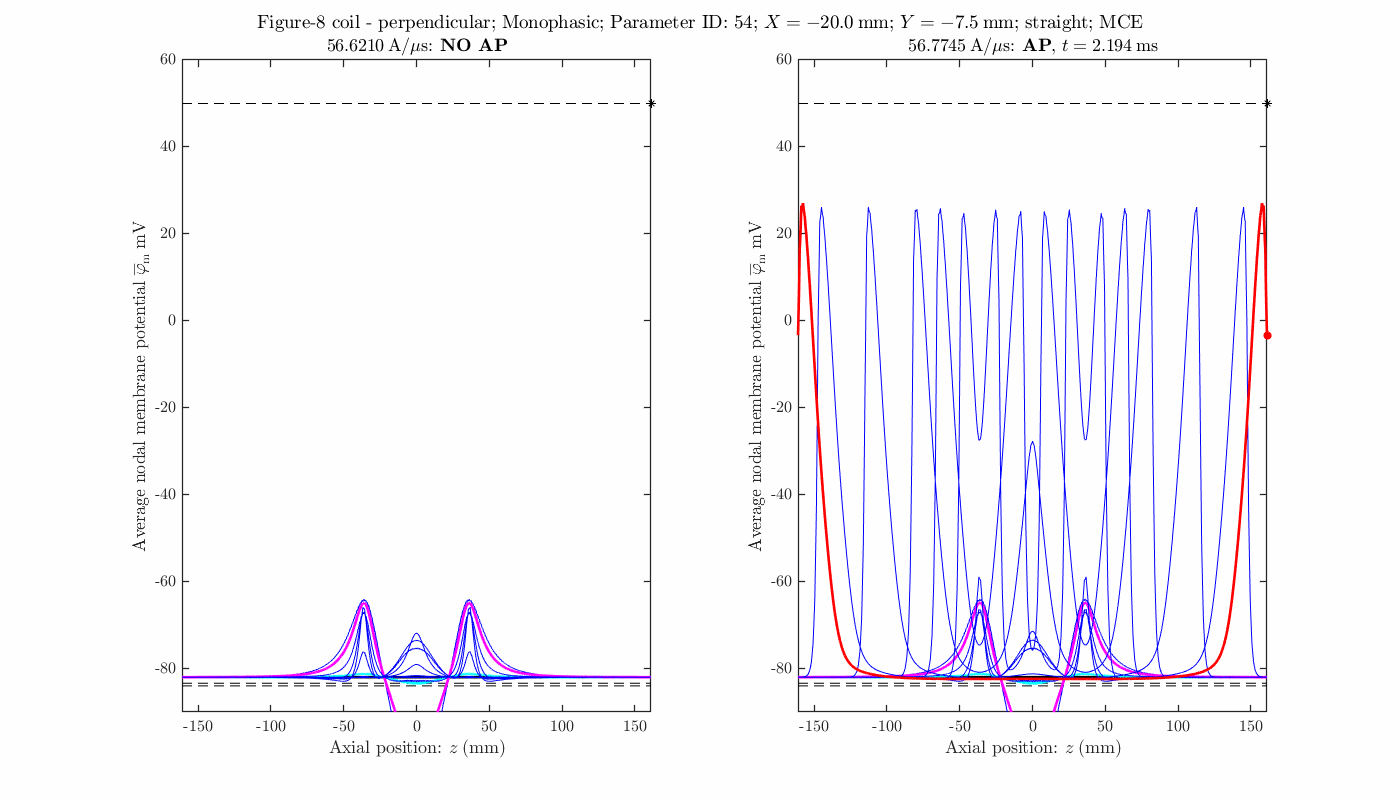 Figure-8 coil - perpendicular; Monophasic; Parameter ID: 54; X = −20.0 mm; Y = −7.5 mm; straight; MCE
56.6210 A/μs: NO AP
60
40
20
0
-20
-40
-60
-80
-150 -100 -50 0 50 100 150
Axial position: z (mm)
Average nodal membrane potential φ̅m mV
56.7745 A/μs: AP, t = 2.194 ms
60
40
20
0
-20
-40
-60
-80
-150 -100 -50 0 50 100 150
Axial position: z (mm)
Average nodal membrane potential φ̅m mV